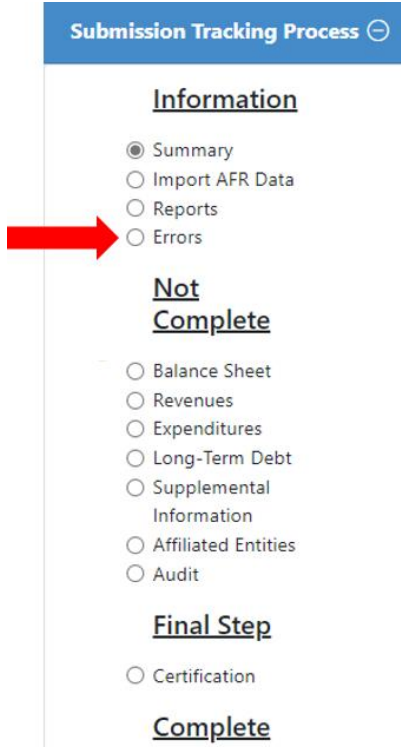 Submission Tracking Process
Information
Summary
Import AFR Data
Reports
Errors
Not
Complete
Balance Sheet
Revenues
Expenditures
Long-Term Debt
Supplemental
Information
Affiliated Entities
Audit
Final Step
Certification
Complete